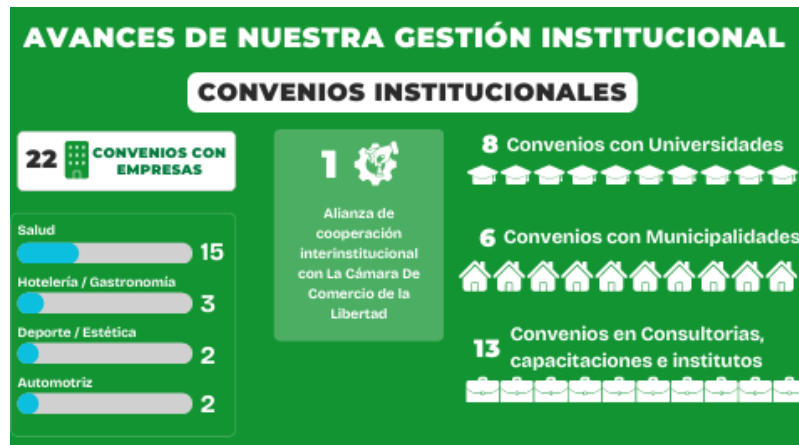 AVANCES DE NUESTRA GESTIÓN INSTITUCIONAL
CONVENIOS INSTITUCIONALES
22 CONVENIOS CON
EMPRESAS
Salud
15
Hotelería / Gastronomía
3
Deporte / Estética
2
Automotriz
2
1
Alianza de
cooperación
interinstitucional
con La Cámara De
Comercio de la
Libertad
8 Convenios con Universidades
6 Convenios con Municipalidades
13 Convenios en Consultorias,
capacitaciones e institutos